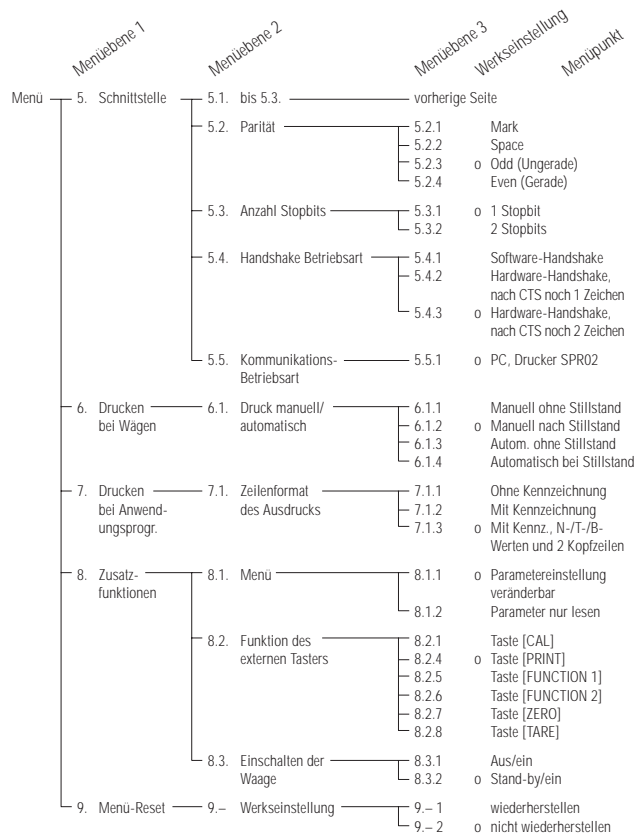 Menüebene 1 Menüebene 2 Menüebene 3 Werkseinstellung Menüpunkt
Menü 5. Schnittstelle 5.1. bis 5.3. vorherige Seite
5.2. Parität 5.2.1 Mark
5.2.2 Space
5.2.3 o Odd (Ungerade)
5.2.4 Even (Gerade)
5.3. Anzahl Stopbits 5.3.1 o 1 Stopbit
5.3.2 2 Stopbits
5.4. Handshake Betriebsart 5.4.1 Software-Handshake
5.4.2 Hardware-Handshake,
nach CTS noch 1 Zeichen
5.4.3 o Hardware-Handshake,
nach CTS noch 2 Zeichen
5.5. Kommunikations- 5.5.1 o PC, Drucker SPR02
Betriebsart
6. Drucken 6.1. Druck manuell/ 6.1.1 Manuell ohne Stillstand
bei Wägen automatisch 6.1.2 o Manuell nach Stillstand
6.1.3 Autom. ohne Stillstand
6.1.4 Automatisch bei Stillstand
7. Drucken 7.1. Zeilenformat 7.1.1 Ohne Kennzeichnung
bei Anwend- des Ausdrucks 7.1.2 Mit Kennzeichnung
ungsprogr. 7.1.3 o Mit Kennz., N-/T-/B-
Werten und 2 Kopfzeilen
8. Zusatz- 8.1. Menü 8.1.1 o Parametereinstellung
funktionen veränderbar
8.1.2 Parameter nur lesen
8.2. Funktion des 8.2.1 Taste [CAL]
externen Tasters 8.2.4 o Taste [PRINT]
8.2.5 Taste [FUNCTION 1]
8.2.6 Taste [FUNCTION 2]
8.2.7 Taste [ZERO]
8.2.8 Taste [TARE]
8.3. Einschalten der 8.3.1 Aus/ein
Waage 8.3.2 o Stand-by/ein
9. Menü-Reset 9.– Werkseinstellung 9.– 1 wiederherstellen
9.– 2 o nicht wiederherstellen